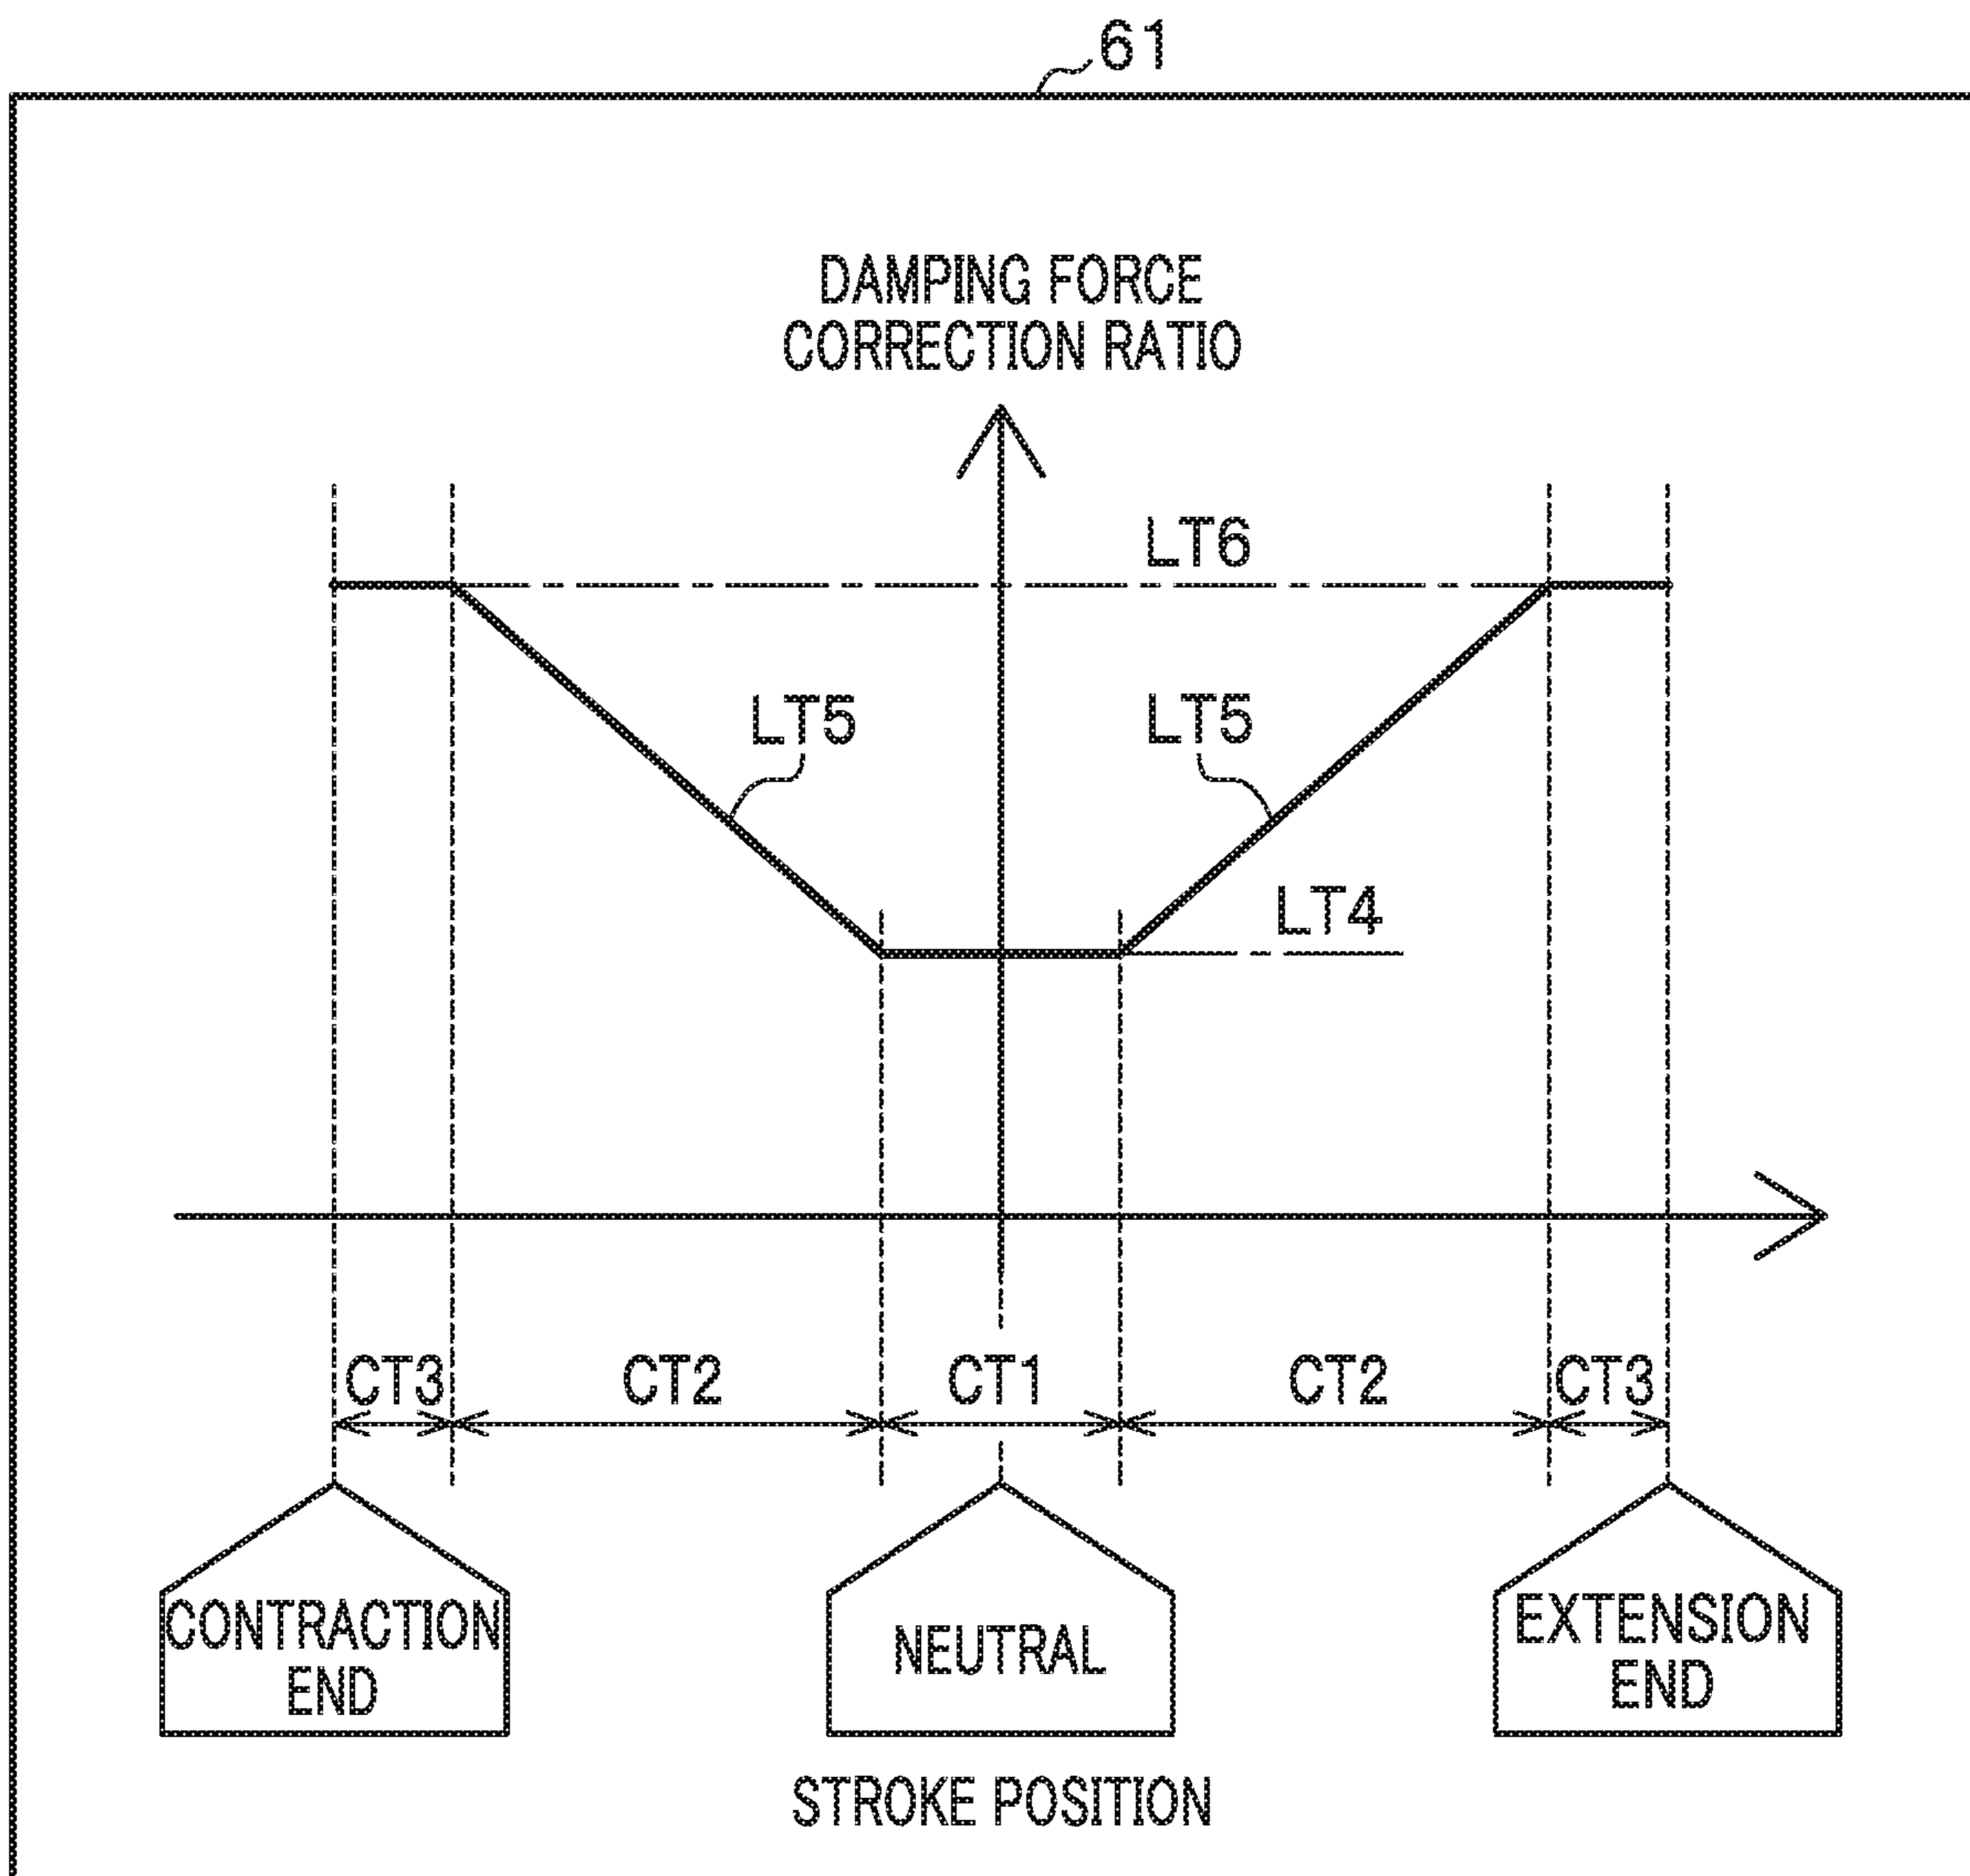 61
DAMPING FORCE
CORRECTION RATIO
LT6
LT5 LT5
LT4
CT3 CT2 CT1 CT2 CT3
CONTRACTION
END
NEUTRAL
EXTENSION
END
STROKE POSITION